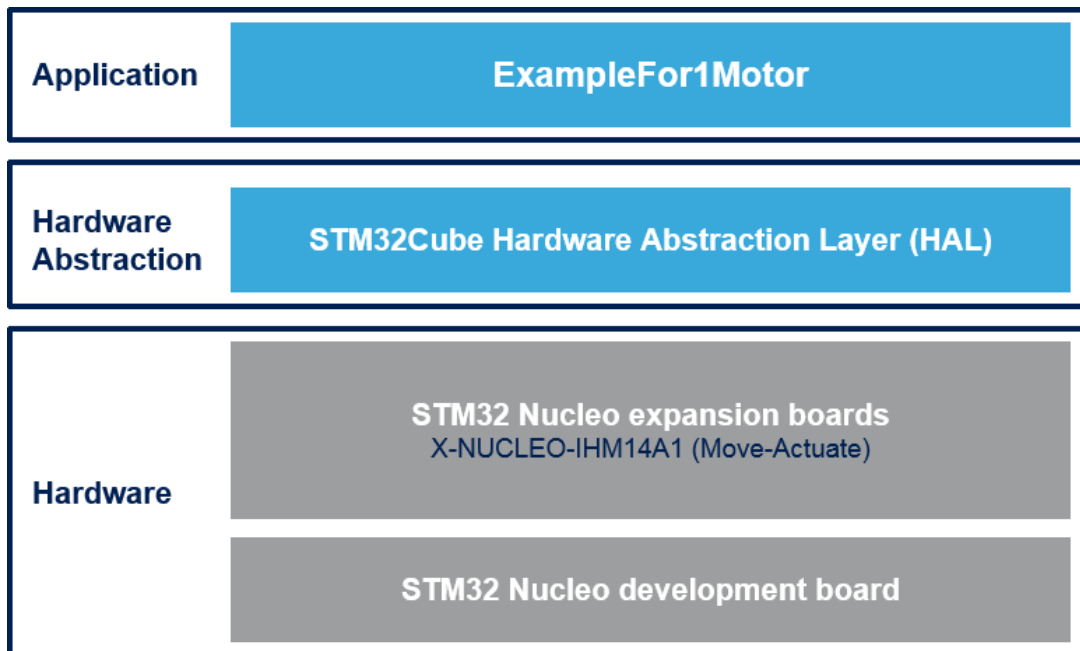 Application
ExampleFor1Motor
Hardware
Abstraction
STM32Cube Hardware Abstraction Layer (HAL)
Hardware
STM32 Nucleo expansion boards
X-NUCLEO-IHM14A1 (Move-Actuate)
STM32 Nucleo development board